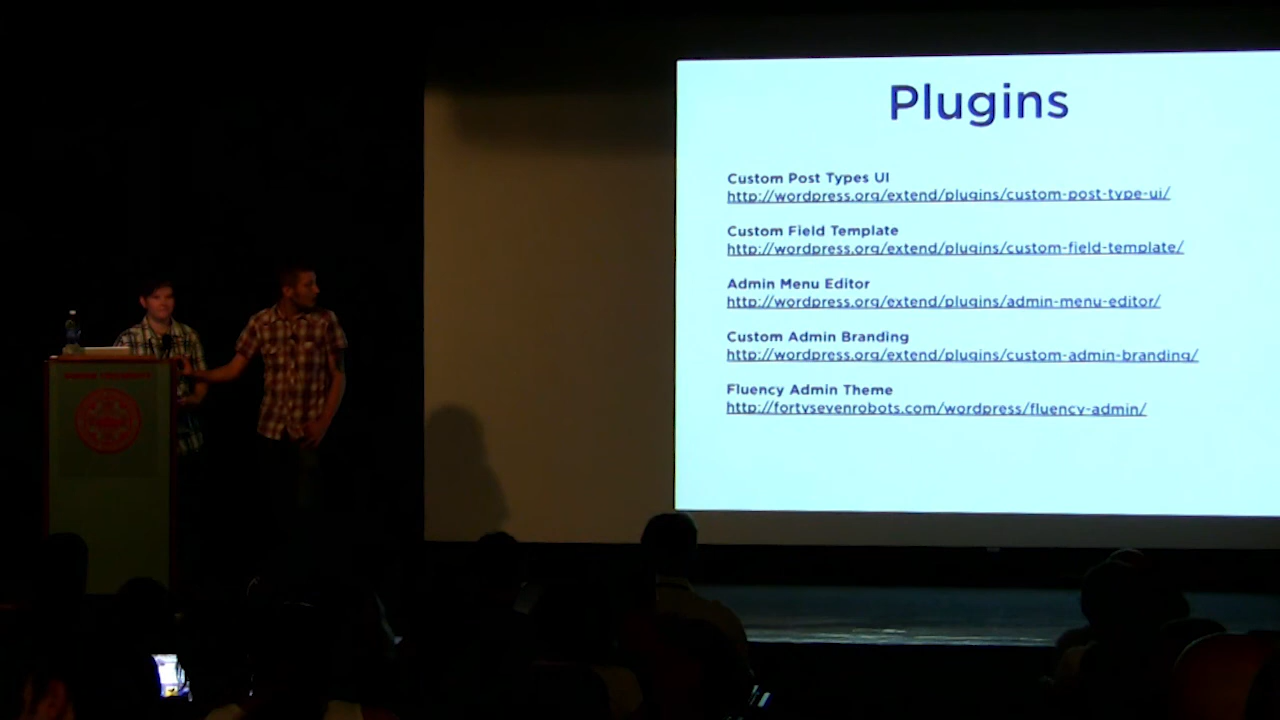 Plugins
Custom Post Types UI
http://wordpress.org/extend/plugins/custom-post-type-ui/
Custom Field Template
http://wordpress.org/extend/plugins/custom-field-template/
Admin Menu Editor
http://wordpress.org/extend/plugins/admin-menu-editor/
Custom Admin Branding
http://wordpress.org/extend/plugins/custom-admin-branding/
Fluency Admin Theme
http://fortysevenrobots.com/wordpress/fluency-admin/